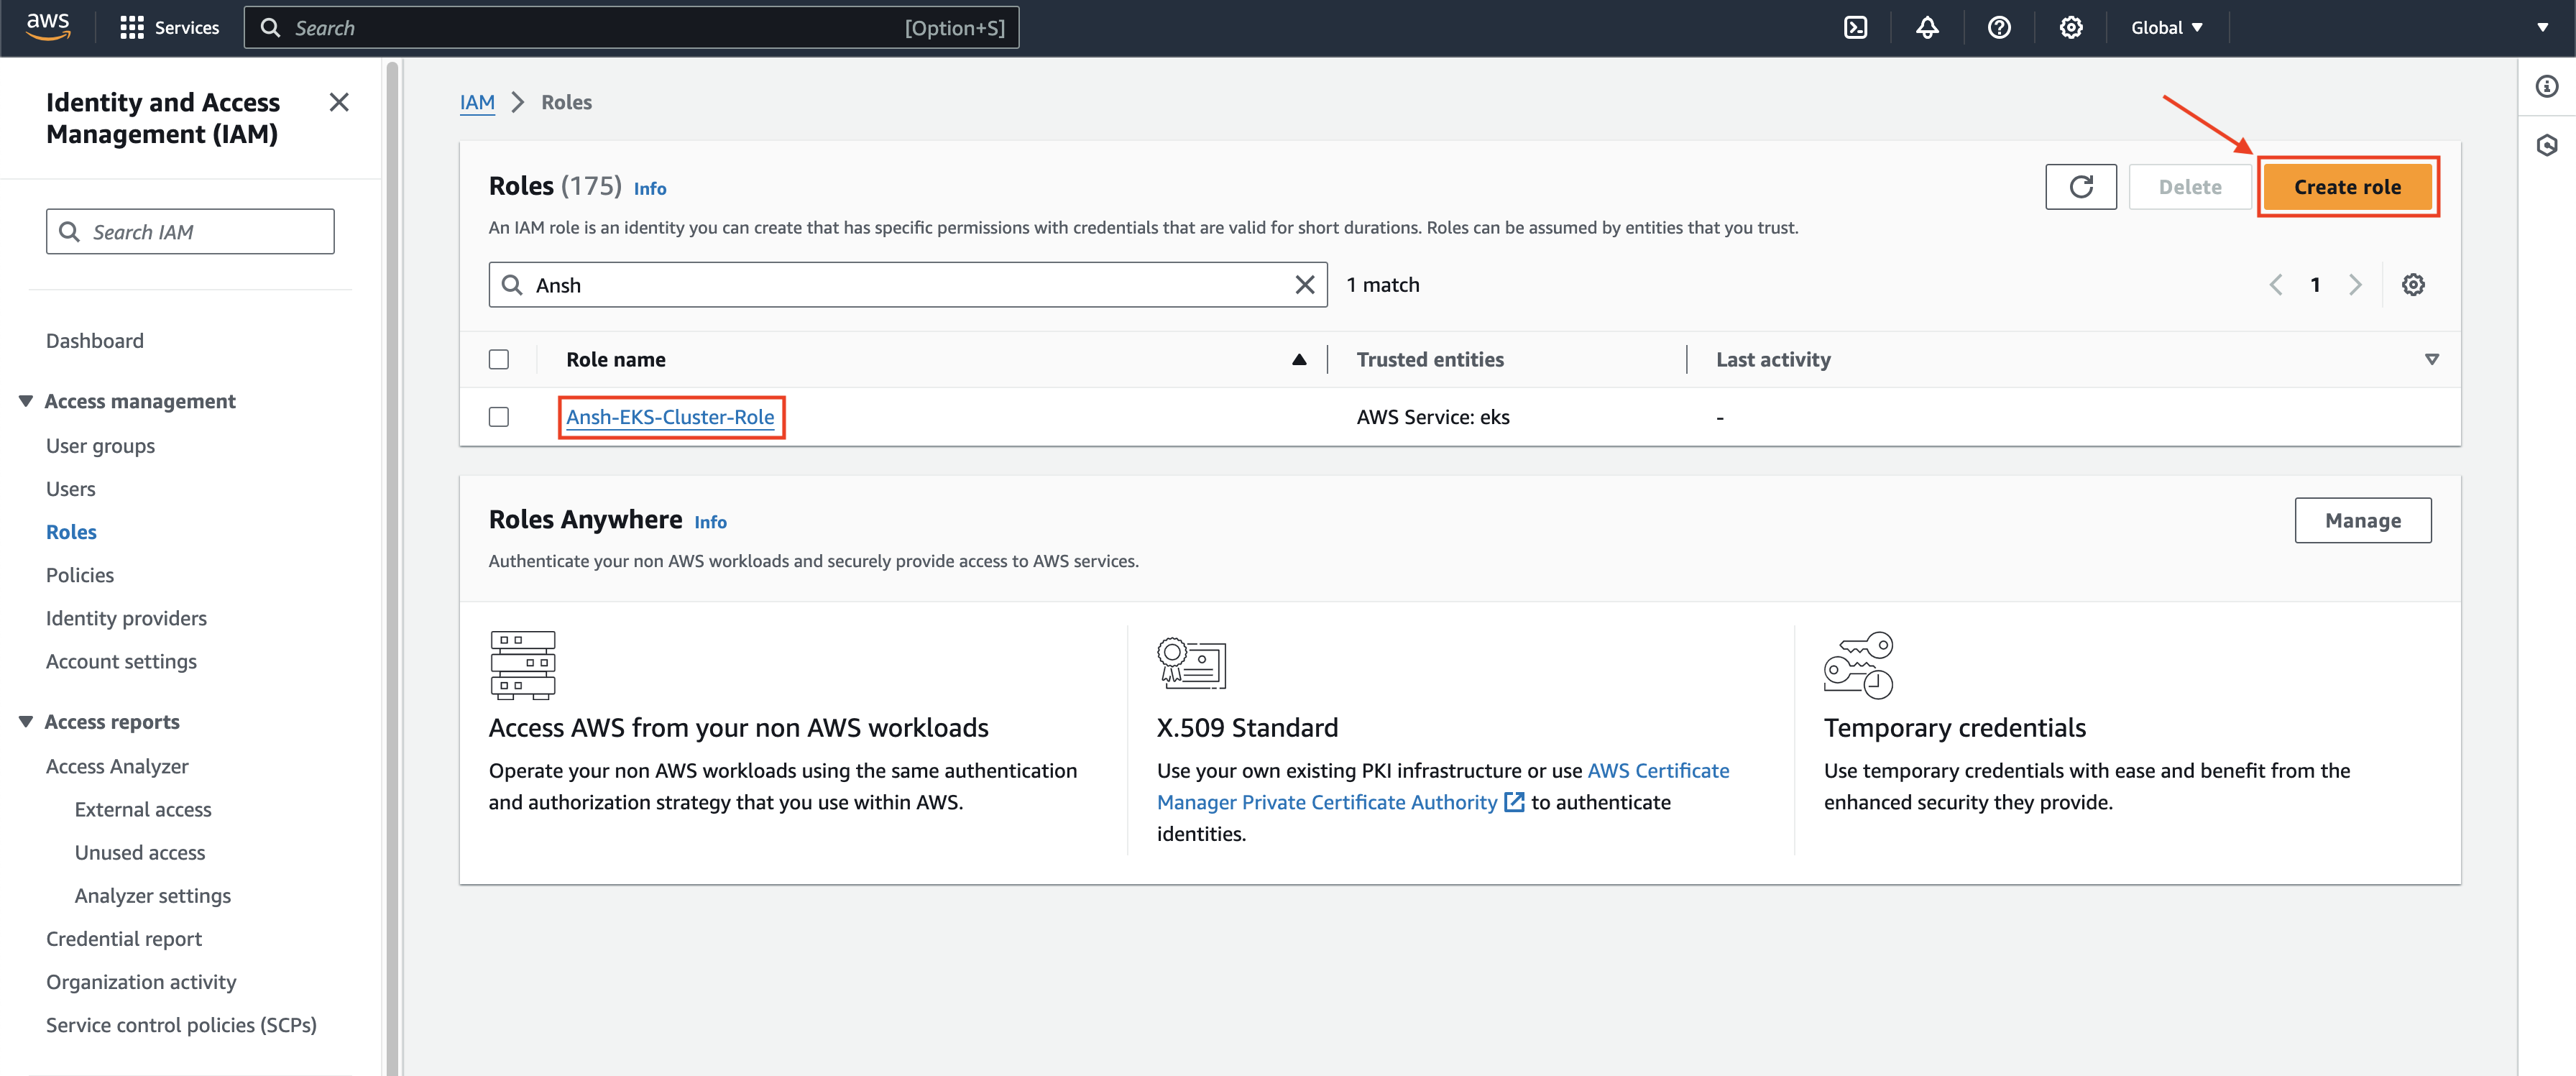 aws
Services
Search
[Option+S]
Global
Identity and Access
Management (IAM)
Search IAM
Dashboard
Access management
User groups
Users
Roles
Policies
Identity providers
Account settings
Access reports
Access Analyzer
External access
Unused access
Analyzer settings
Credential report
Organization activity
Service control policies (SCPs)
IAM > Roles
Roles (175) Info
Delete
Create role
An IAM role is an identity you can create that has specific permissions with credentials that are valid for short durations. Roles can be assumed by entities that you trust.
Ansh
1 match
1
Role name
Trusted entities
Last activity
Ansh-EKS-Cluster-Role
AWS Service: eks
-
Roles Anywhere Info
Manage
Authenticate your non AWS workloads and securely provide access to AWS services.
Access AWS from your non AWS workloads
Operate your non AWS workloads using the same authentication
and authorization strategy that you use within AWS.
X.509 Standard
Use your own existing PKI infrastructure or use AWS Certificate
Manager Private Certificate Authority to authenticate
identities.
Temporary credentials
Use temporary credentials with ease and benefit from the
enhanced security they provide.